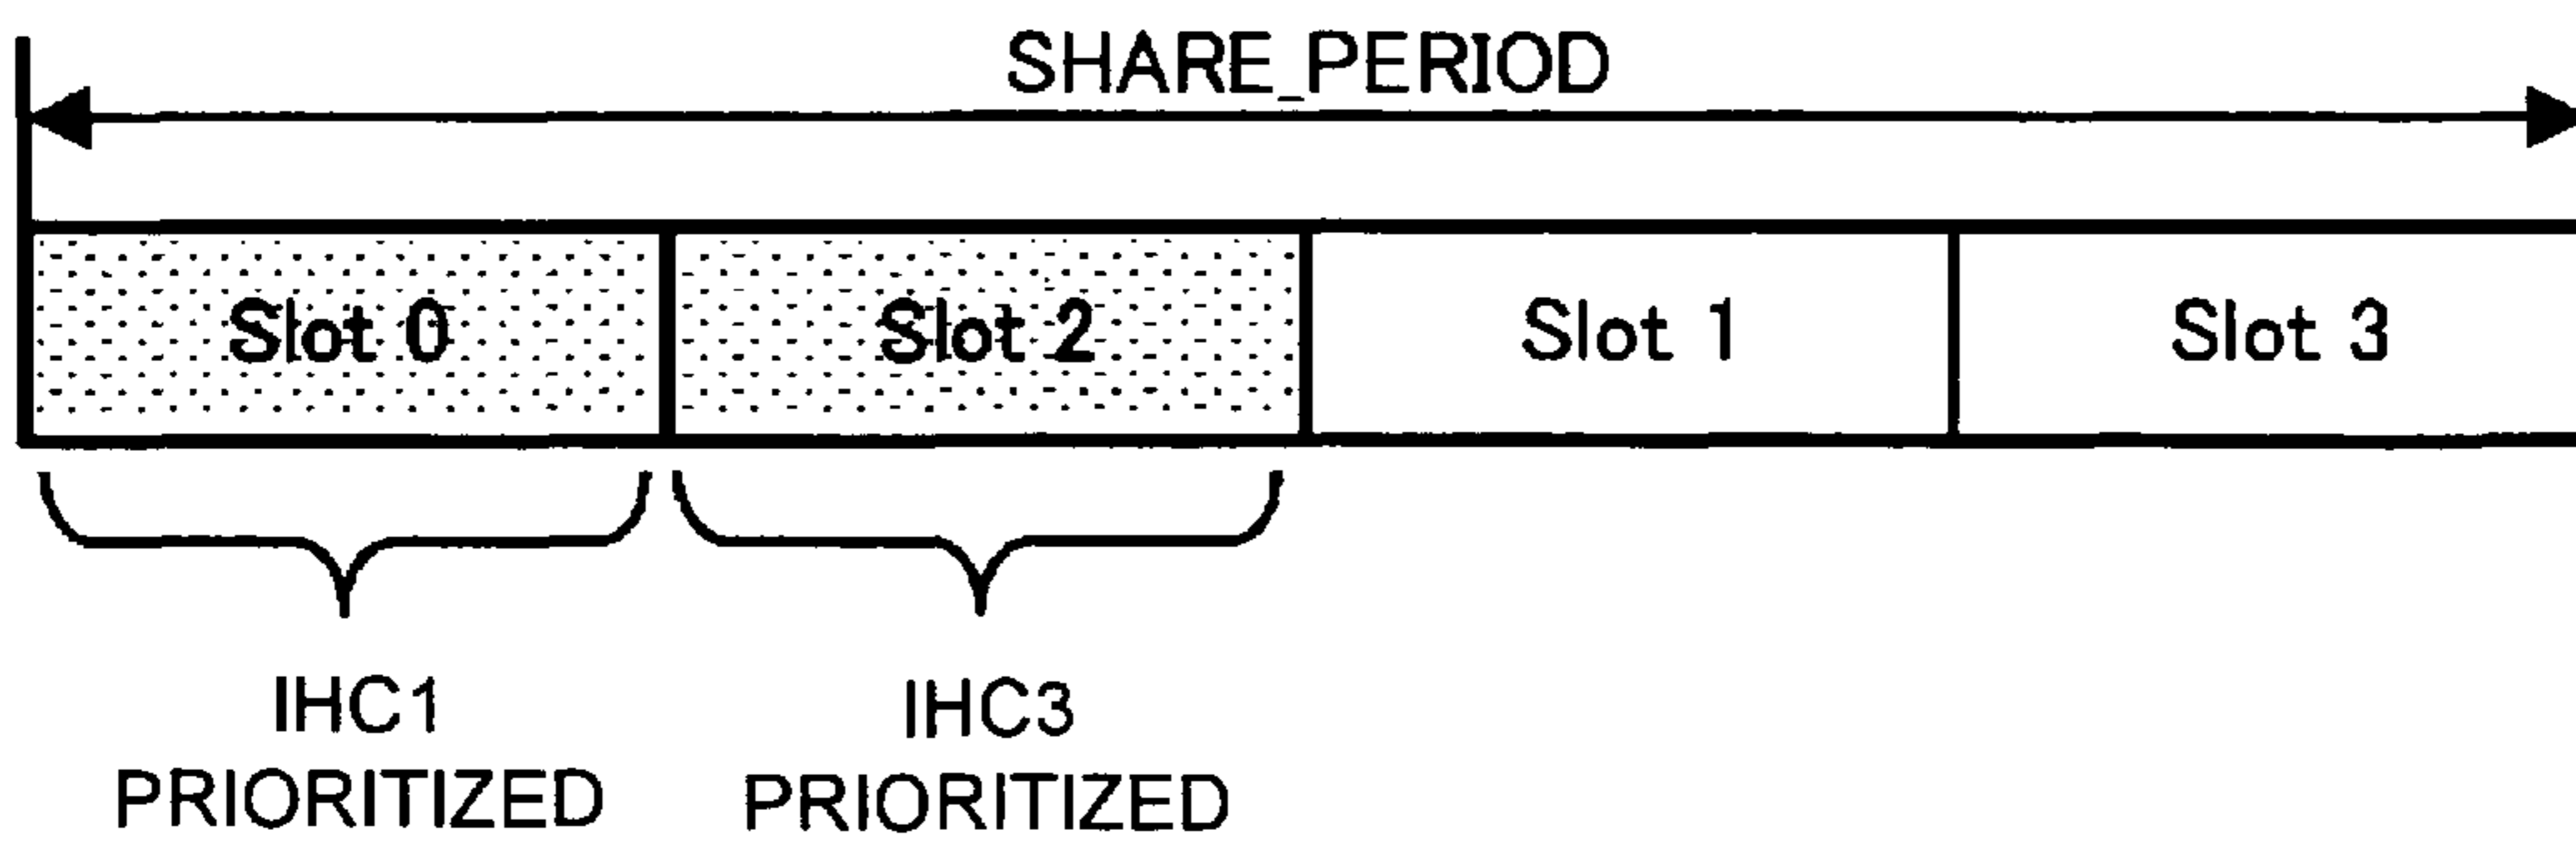 SHARE_PERIOD
Slot 0
Slot 2
Slot 1
Slot 3
IHC1
PRIORITIZED
IHC3
PRIORITIZED